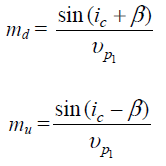 m_d = sin (i_c + β) / υ_{p_1}
m_u = sin (i_c − β) / υ_{p_1}